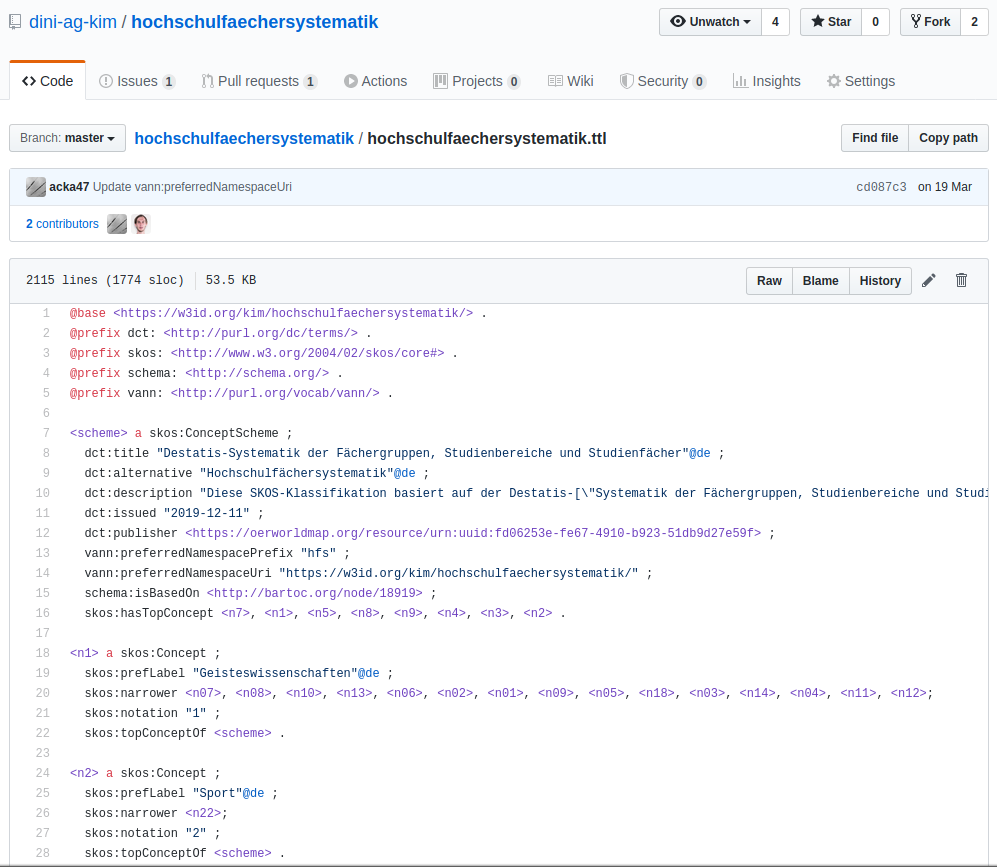 dini-ag-kim / hochschulfaechersystematik
Unwatch 4 Star 0 Fork 2
Code Issues 1 Pull requests 1 Actions Projects 0 Wiki Security 0 Insights Settings
Branch: master hochschulfaechersystematik / hochschulfaechersystematik.ttl Find file Copy path
acka47 Update vann:preferredNamespaceUri cd087c3 on 19 Mar
2 contributors
2115 lines (1774 sloc) 53.5 KB Raw Blame History
1 @base <https://w3id.org/kim/hochschulfaechersystematik/> .
2 @prefix dct: <http://purl.org/dc/terms/> .
3 @prefix skos: <http://www.w3.org/2004/02/skos/core#> .
4 @prefix schema: <http://schema.org/> .
5 @prefix vann: <http://purl.org/vocab/vann/> .
6
7 <scheme> a skos:ConceptScheme ;
8 dct:title "Destatis-Systematik der Fächergruppen, Studienbereiche und Studienfächer"@de ;
9 dct:alternative "Hochschulfächersystematik"@de ;
10 dct:description "Diese SKOS-Klassifikation basiert auf der Destatis-[\"Systematik der Fächergruppen, Studienbereiche und Studi
11 dct:issued "2019-12-11" ;
12 dct:publisher <https://oerworldmap.org/resource/urn:uuid:fd06253e-fe67-4910-b923-51db9d27e59f> ;
13 vann:preferredNamespacePrefix "hfs" ;
14 vann:preferredNamespaceUri "https://w3id.org/kim/hochschulfaechersystematik/" ;
15 schema:isBasedOn <http://bartoc.org/node/18919> ;
16 skos:hasTopConcept <n7>, <n1>, <n5>, <n8>, <n9>, <n4>, <n3>, <n2> .
17
18 <n1> a skos:Concept ;
19 skos:prefLabel "Geisteswissenschaften"@de ;
20 skos:narrower <n07>, <n08>, <n10>, <n13>, <n06>, <n02>, <n01>, <n09>, <n05>, <n18>, <n03>, <n14>, <n04>, <n11>, <n12>;
21 skos:notation "1" ;
22 skos:topConceptOf <scheme> .
23
24 <n2> a skos:Concept ;
25 skos:prefLabel "Sport"@de ;
26 skos:narrower <n22>;
27 skos:notation "2" ;
28 skos:topConceptOf <scheme> .